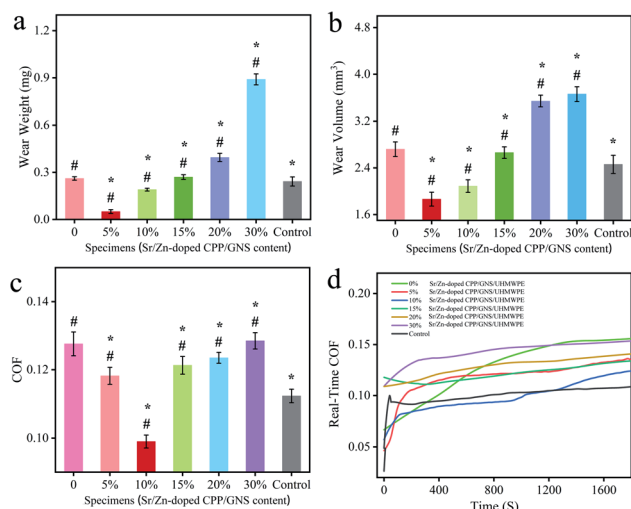 a
Wear Weight (mg)
0.9
0.6
0.3
0.0
#
*
#
*
#
*
#
*
#
*
#
*
0 5% 10% 15% 20% 30% Control
Specimens (Sr/Zn-doped CPP/GNS content)
b
Wear Volume (mm³)
4.8
3.6
2.4
1.6
#
*
#
*
#
*
#
*
#
*
#
*
0 5% 10% 15% 20% 30% Control
Specimens (Sr/Zn-doped CPP/GNS content)
c
COF
0.14
0.12
0.10
#
*
#
*
#
*
#
*
#
*
#
*
0 5% 10% 15% 20% 30% Control
Specimens (Sr/Zn-doped CPP/GNS content)
d
Real-Time COF
0.20
0.15
0.10
0.05
0% Sr/Zn-doped CPP/GNS/UHMWPE
5% Sr/Zn-doped CPP/GNS/UHMWPE
10% Sr/Zn-doped CPP/GNS/UHMWPE
15% Sr/Zn-doped CPP/GNS/UHMWPE
20% Sr/Zn-doped CPP/GNS/UHMWPE
30% Sr/Zn-doped CPP/GNS/UHMWPE
Control
0 400 800 1200 1600
Time (S)